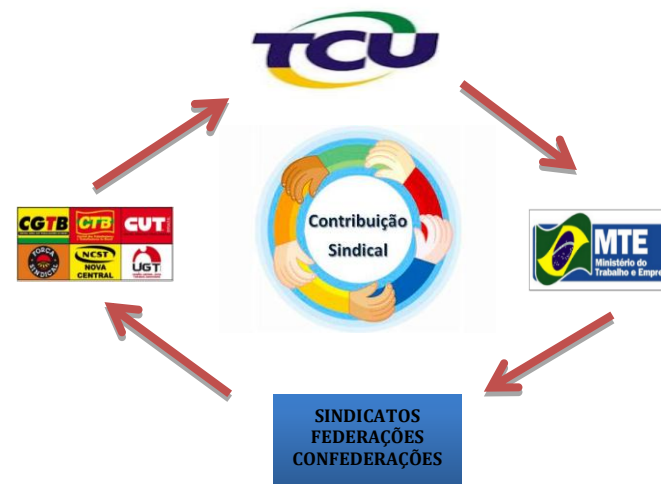 TCU
Contribuição
Sindical
CGTB
CTB
CUT
FORÇA
SINDICAL
NCST
NOVA
CENTRAL
UGT
MTE
Ministério do
Trabalho e Empre
SINDICATOS
FEDERAÇÕES
CONFEDERAÇÕES